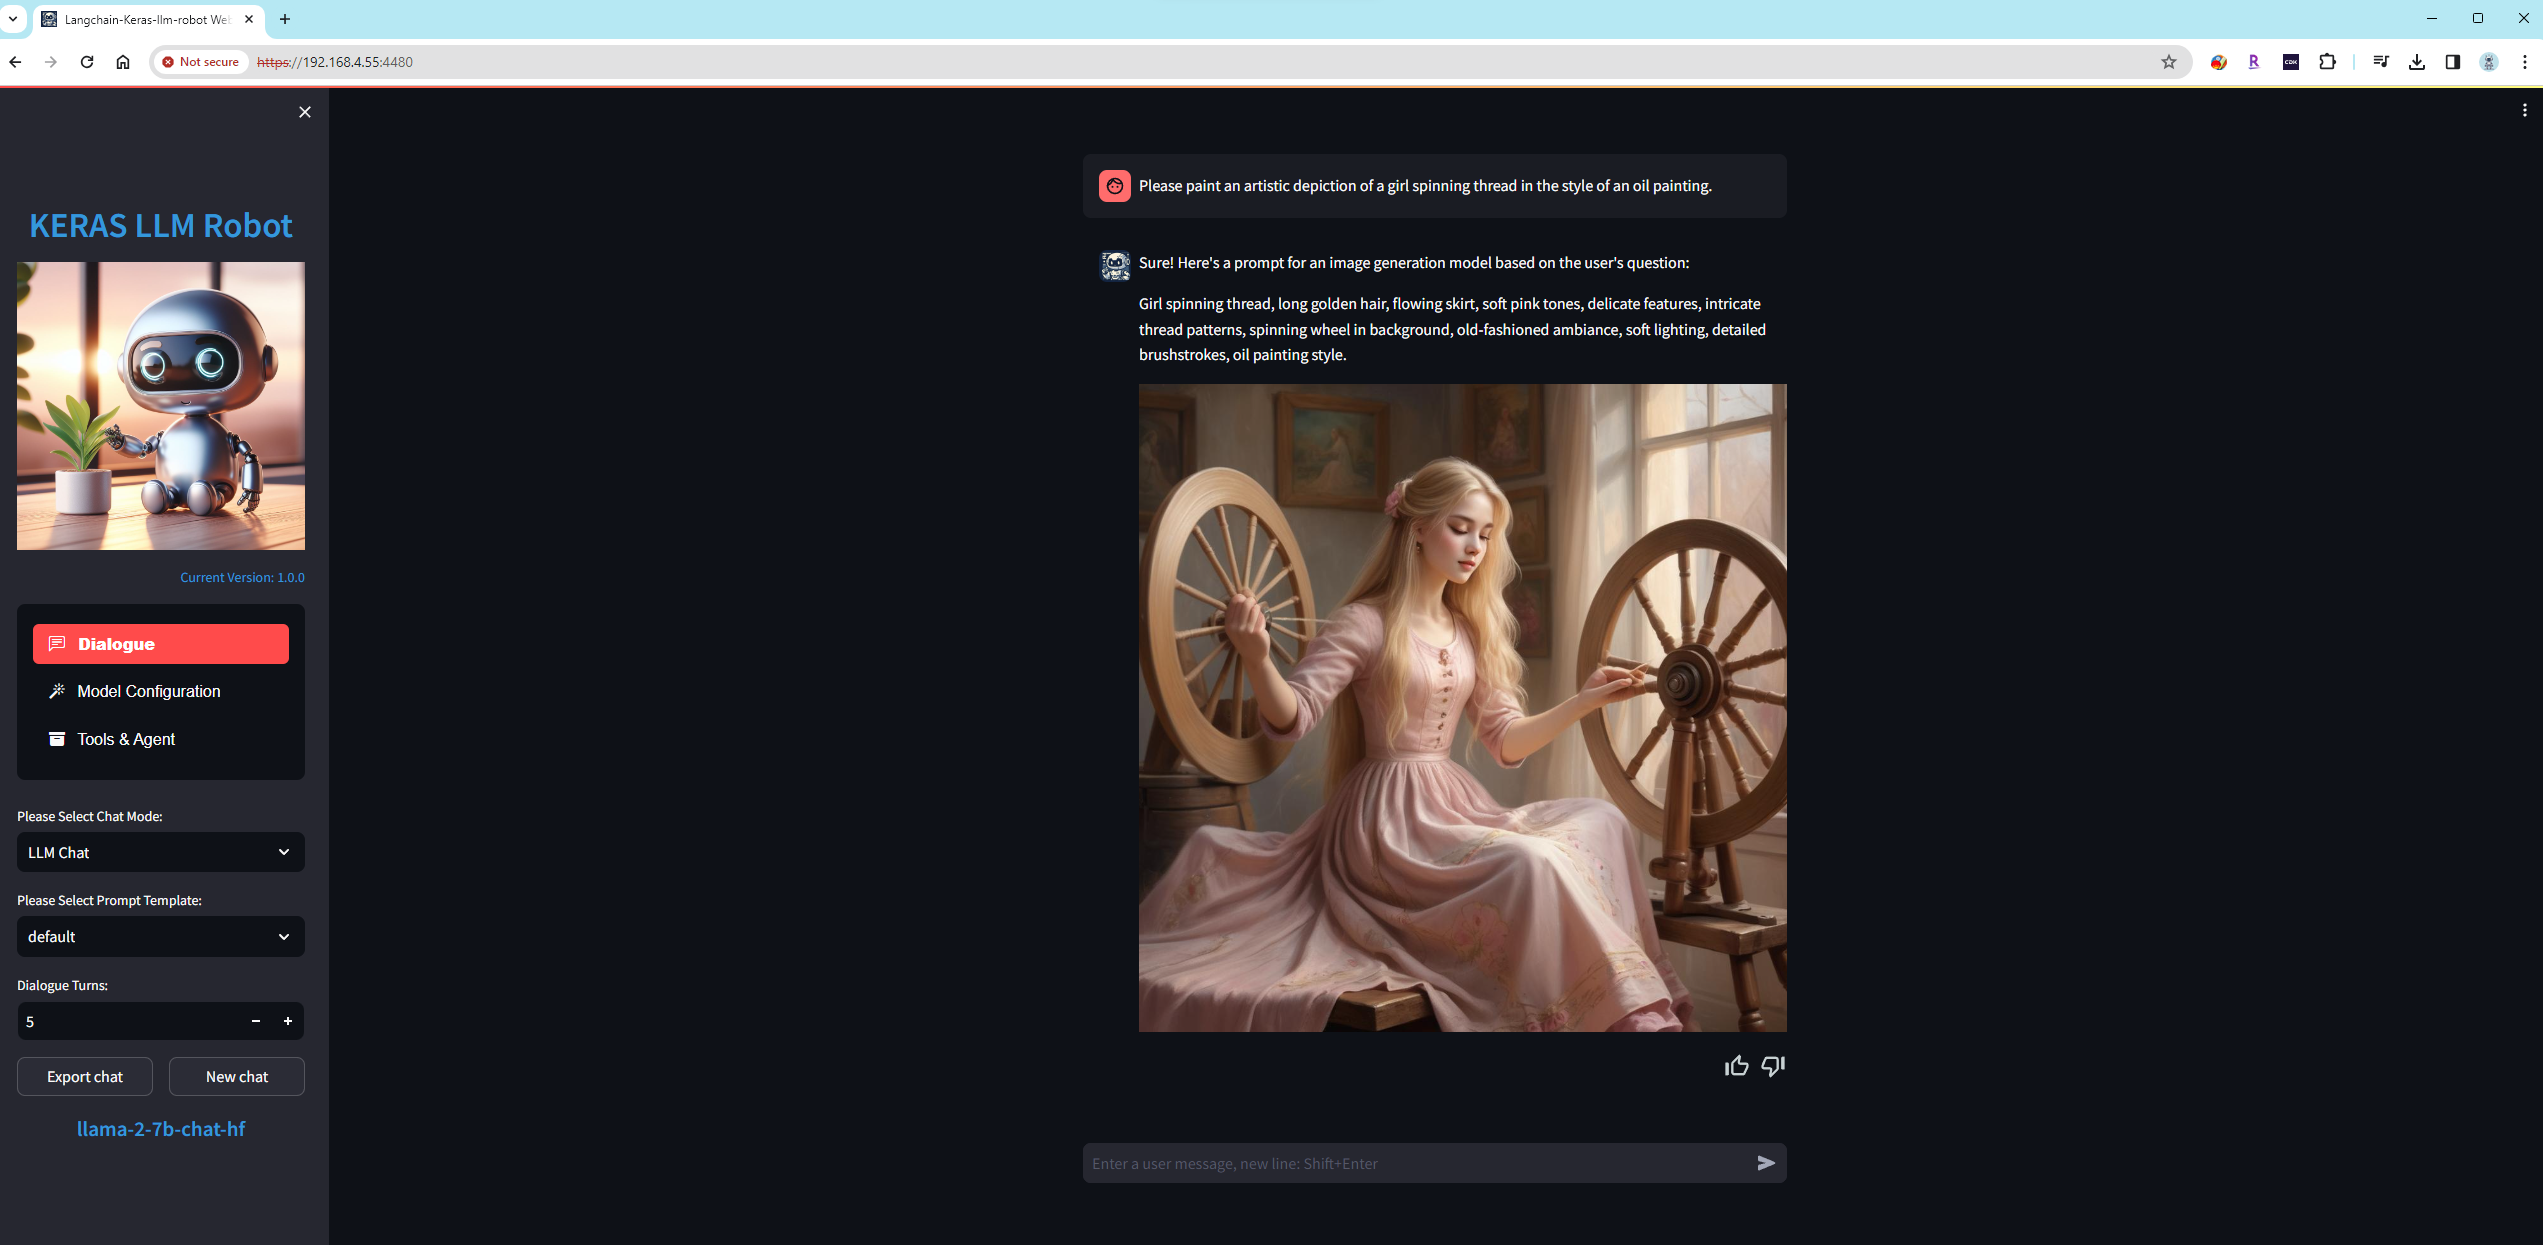 Langchain-Keras-llm-robot Web
Not secure
https://192.168.4.55:4480
R
CDK
KERAS LLM Robot
Current Version: 1.0.0
Dialogue
Model Configuration
Tools & Agent
Please Select Chat Mode:
LLM Chat
Please Select Prompt Template:
default
Dialogue Turns:
5
Export chat
New chat
llama-2-7b-chat-hf
Please paint an artistic depiction of a girl spinning thread in the style of an oil painting.
Sure! Here's a prompt for an image generation model based on the user's question:
Girl spinning thread, long golden hair, flowing skirt, soft pink tones, delicate features, intricate
thread patterns, spinning wheel in background, old-fashioned ambiance, soft lighting, detailed
brushstrokes, oil painting style.
Enter a user message, new line: Shift+Enter